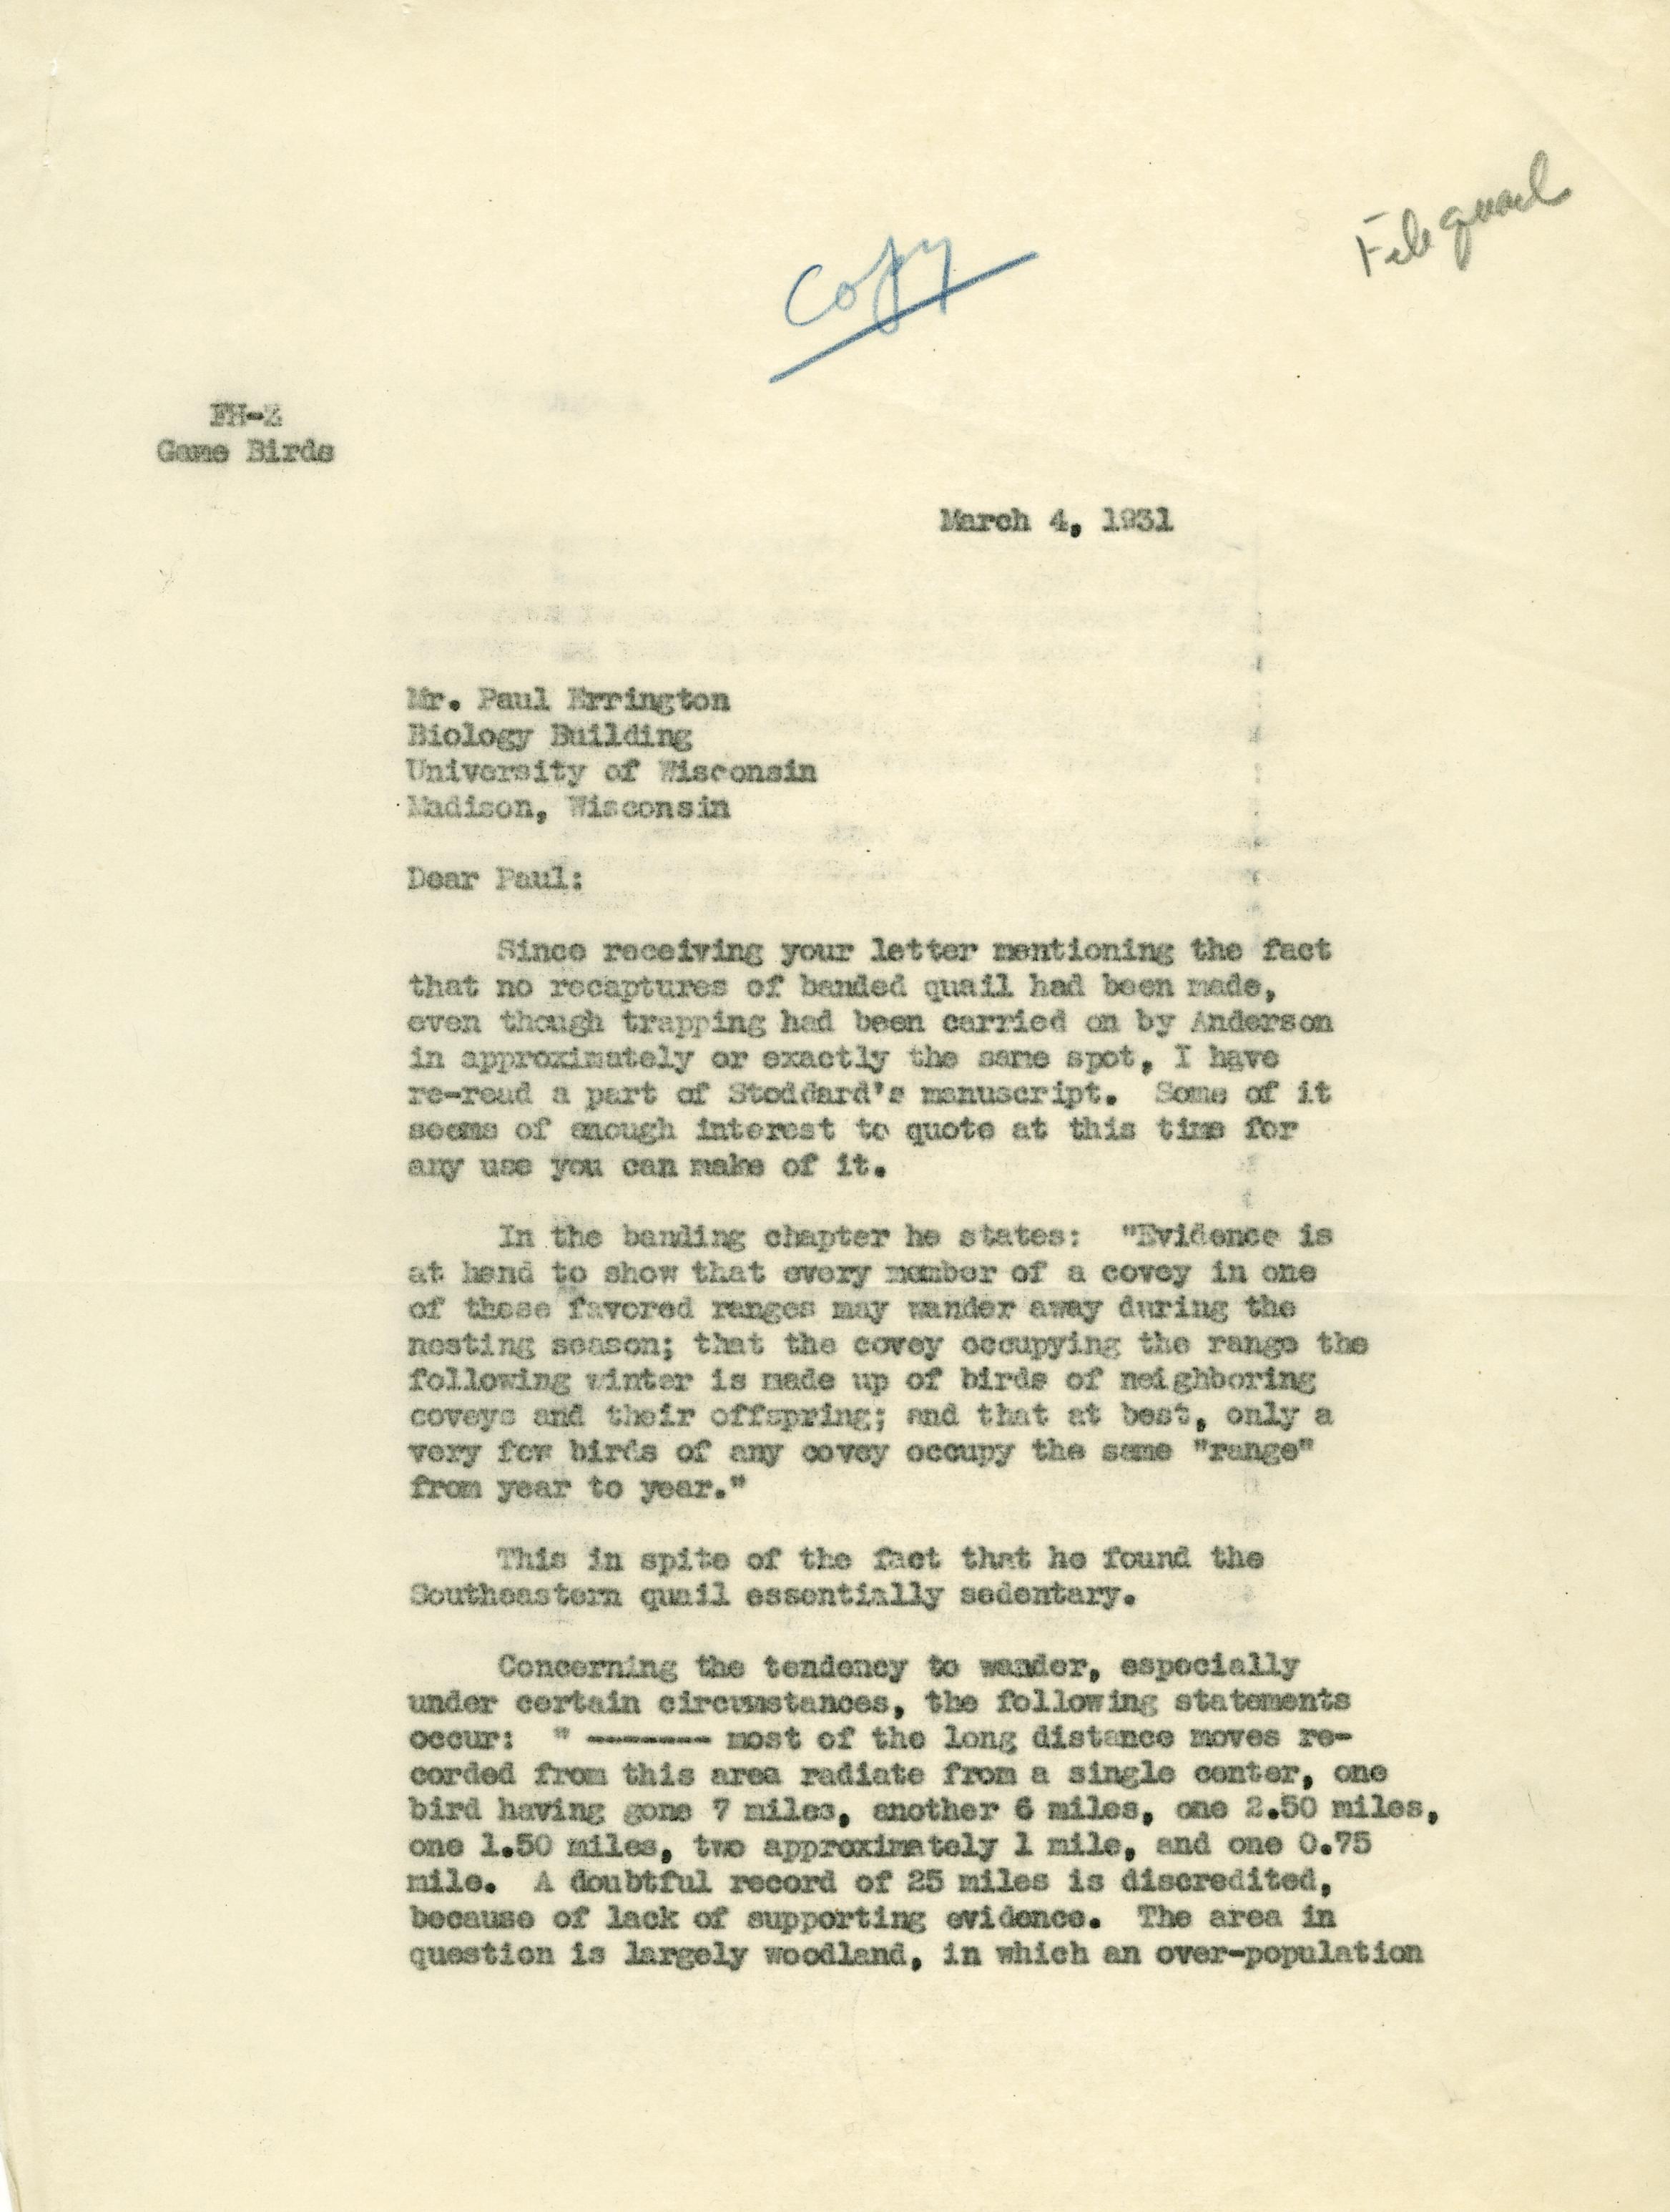 File quail
Copy
FH-Z
Game Birds
March 4, 1931
Mr. Paul Errington
Biology Building
University of Wisconsin
Madison, Wisconsin
Dear Paul:
Since receiving your letter mentioning the fact
that no recaptures of banded quail had been made,
even though trapping had been carried on by Anderson
in approximately or exactly the same spot, I have
re-read a part of Stoddard's manuscript. Some of it
seems of enough interest to quote at this time for
any use you can make of it.
In the banding chapter he states: "Evidence is
at hand to show that every member of a covey in one
of these favored ranges may wander away during the
nesting season; that the covey occupying the range the
following winter is made up of birds of neighboring
coveys and their offspring; and that at best, only a
very few birds of any covey occupy the same "range"
from year to year."
This in spite of the fact that he found the
Southeastern quail essentially sedentary.
Concerning the tendency to wander, especially
under certain circumstances, the following statements
occur: " ------- most of the long distance moves re-
corded from this area radiate from a single center, one
bird having gone 7 miles, another 6 miles, one 2.50 miles,
one 1.50 miles, two approximately 1 mile, and one 0.75
mile. A doubtful record of 25 miles is discredited,
because of lack of supporting evidence. The area in
question is largely woodland, in which an over-population